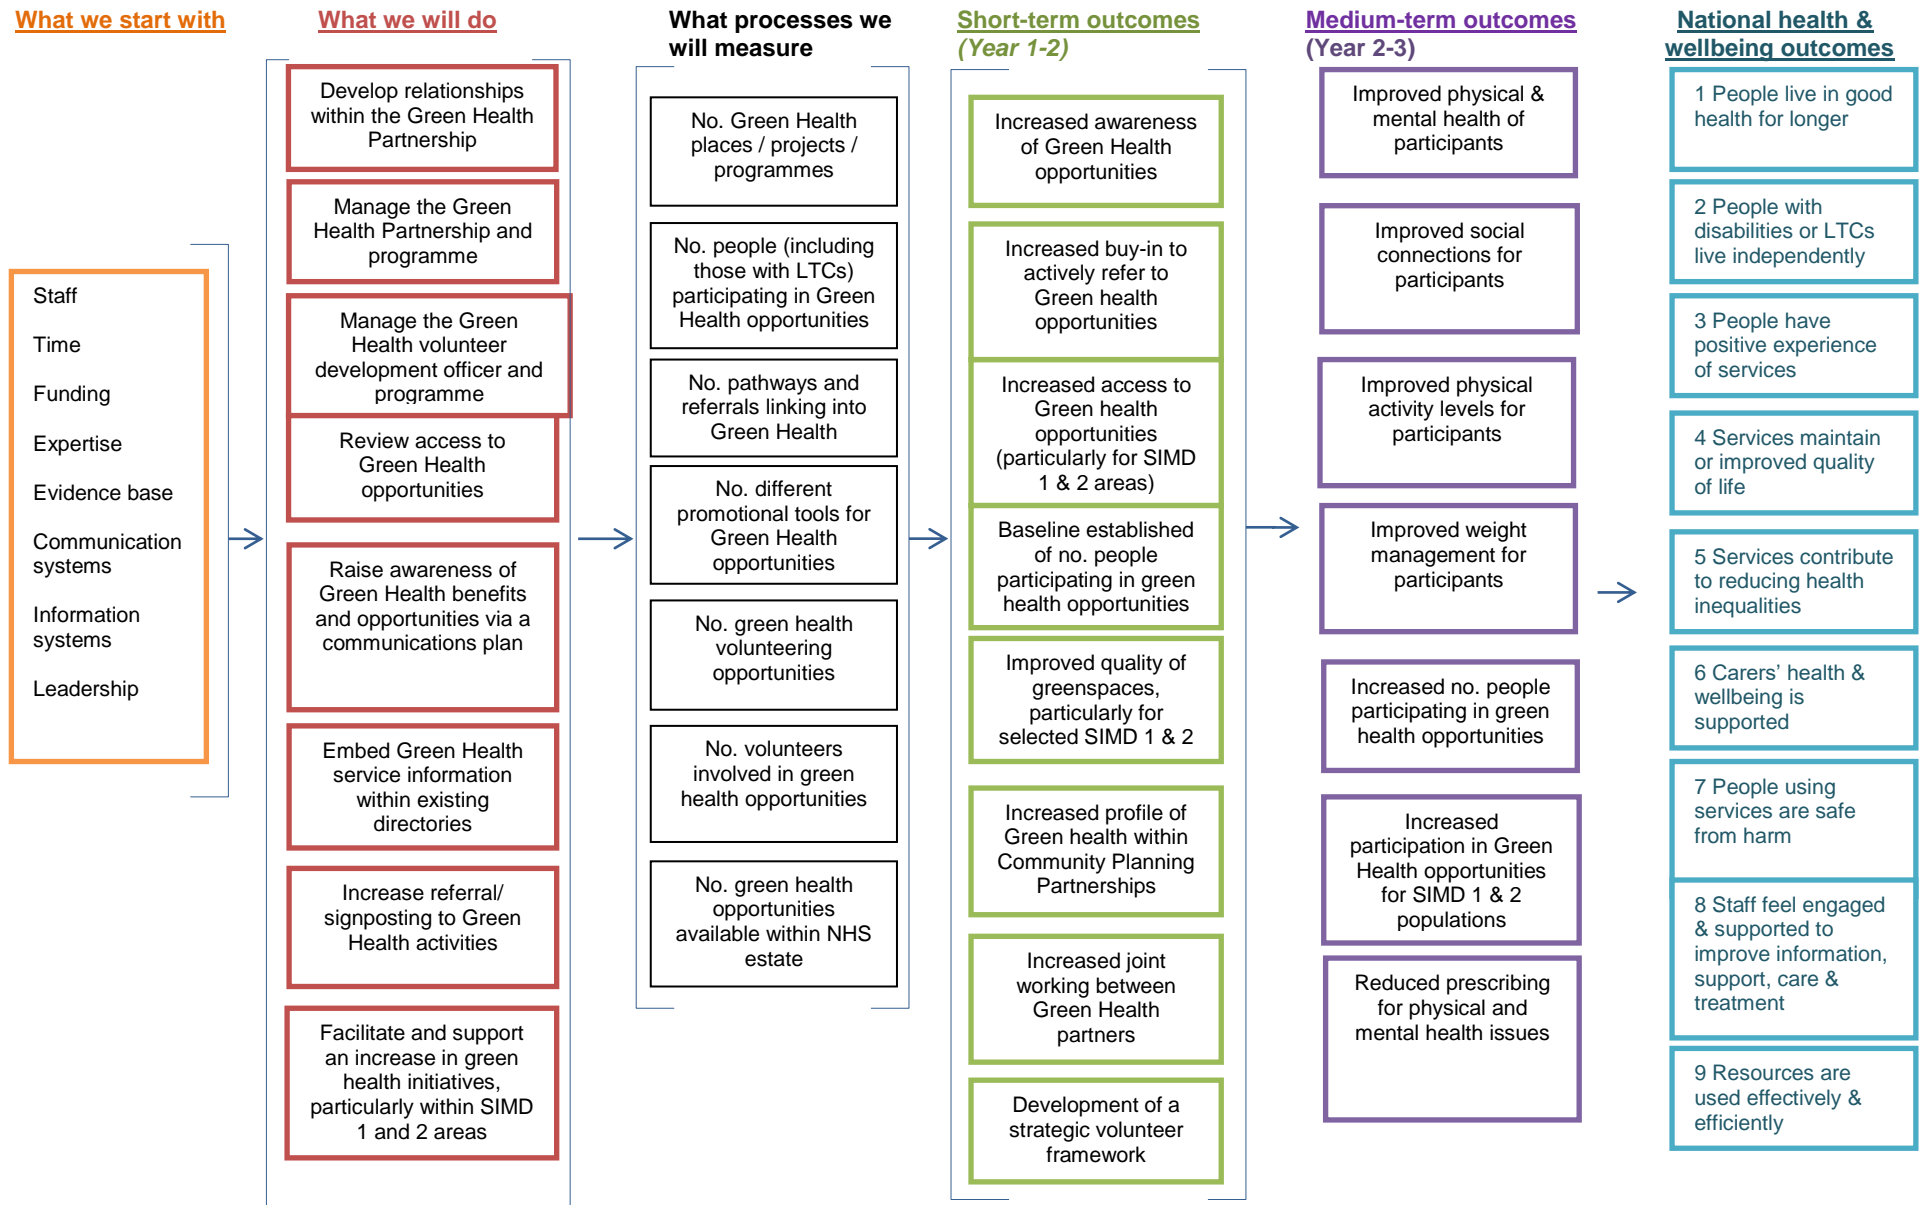 What we start with
Staff
Time
Funding
Expertise
Evidence base
Communication
systems
Information
systems
Leadership
What we will do
Develop relationships
within the Green Health
Partnership
Manage the Green
Health Partnership and
programme
Manage the Green
Health volunteer
development officer and
programme
Review access to
Green Health
opportunities
Raise awareness of
Green Health benefits
and opportunities via a
communications plan
Embed Green Health
service information
within existing
directories
Increase referral/
signposting to Green
Health activities
Facilitate and support
an increase in green
health initiatives,
particularly within SIMD
1 and 2 areas
What processes we
will measure
No. Green Health
places / projects /
programmes
No. people (including
those with LTCs)
participating in Green
Health opportunities
No. pathways and
referrals linking into
Green Health
No. different
promotional tools for
Green Health
opportunities
No. green health
volunteering
opportunities
No. volunteers
involved in green
health opportunities
No. green health
opportunities
available within NHS
estate
Short-term outcomes
(Year 1-2)
Increased awareness
of Green Health
opportunities
Increased buy-in to
actively refer to
Green health
opportunities
Increased access to
Green health
opportunities
(particularly for SIMD
1 & 2 areas)
Baseline established
of no. people
participating in green
health opportunities
Improved quality of
greenspaces,
particularly for
selected SIMD 1 & 2
Increased profile of
Green health within
Community Planning
Partnerships
Increased joint
working between
Green Health
partners
Development of a
strategic volunteer
framework
Medium-term outcomes
(Year 2-3)
Improved physical &
mental health of
participants
Improved social
connections for
participants
Improved physical
activity levels for
participants
Improved weight
management for
participants
Increased no. people
participating in green
health opportunities
Increased
participation in Green
Health opportunities
for SIMD 1 & 2
populations
Reduced prescribing
for physical and
mental health issues
National health &
wellbeing outcomes
1 People live in good
health for longer
2 People with
disabilities or LTCs
live independently
3 People have
positive experience
of services
4 Services maintain
or improved quality
of life
5 Services contribute
to reducing health
inequalities
6 Carers’ health &
wellbeing is
supported
7 People using
services are safe
from harm
8 Staff feel engaged
& supported to
improve information,
support, care &
treatment
9 Resources are
used effectively &
efficiently